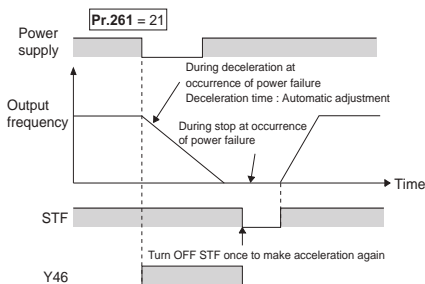 Pr.261 = 21
Power
supply
During deceleration at
occurrence of power failure
Deceleration time : Automatic adjustment
Output
frequency
During stop at occurrence
of power failure
Time
STF
Turn OFF STF once to make acceleration again
Y46